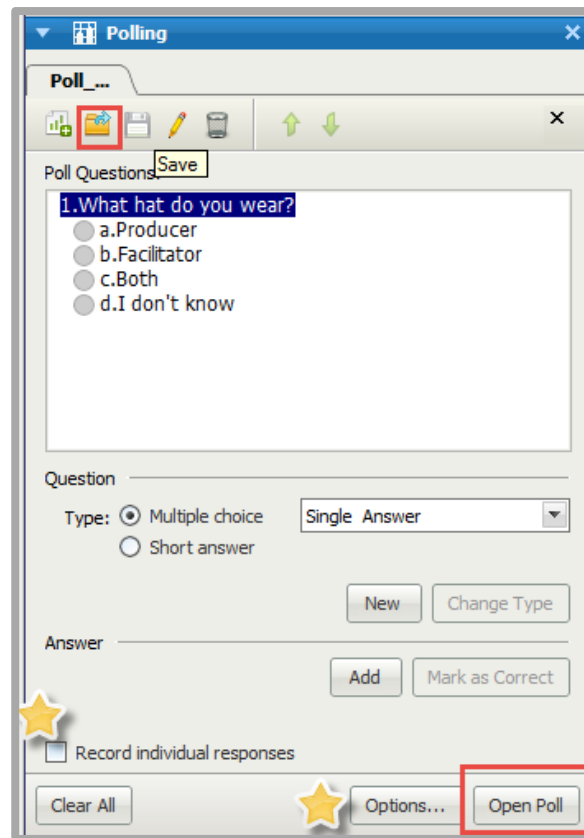 Polling
Poll_...
Save
Poll Questions:
1.What hat do you wear?
a.Producer
b.Facilitator
c.Both
d.I don't know
Question
Type: Multiple choice Single Answer
Short answer
New Change Type
Answer
Add Mark as Correct
Record individual responses
Clear All Options... Open Poll